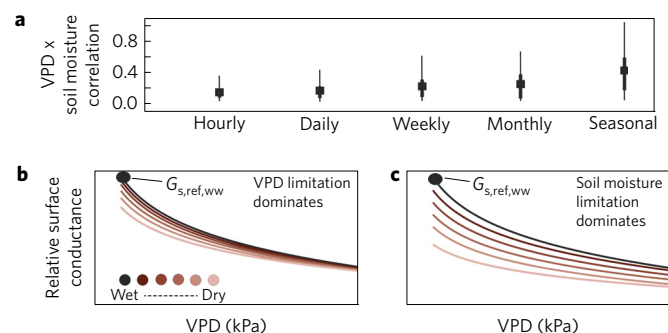 a
VPD x
soil moisture
correlation
0.8
0.4
0.0
Hourly
Daily
Weekly
Monthly
Seasonal
b
Relative surface
conductance
Gs,ref,ww
VPD limitation
dominates
Wet
Dry
VPD (kPa)
c
Gs,ref,ww
Soil moisture
limitation
dominates
VPD (kPa)